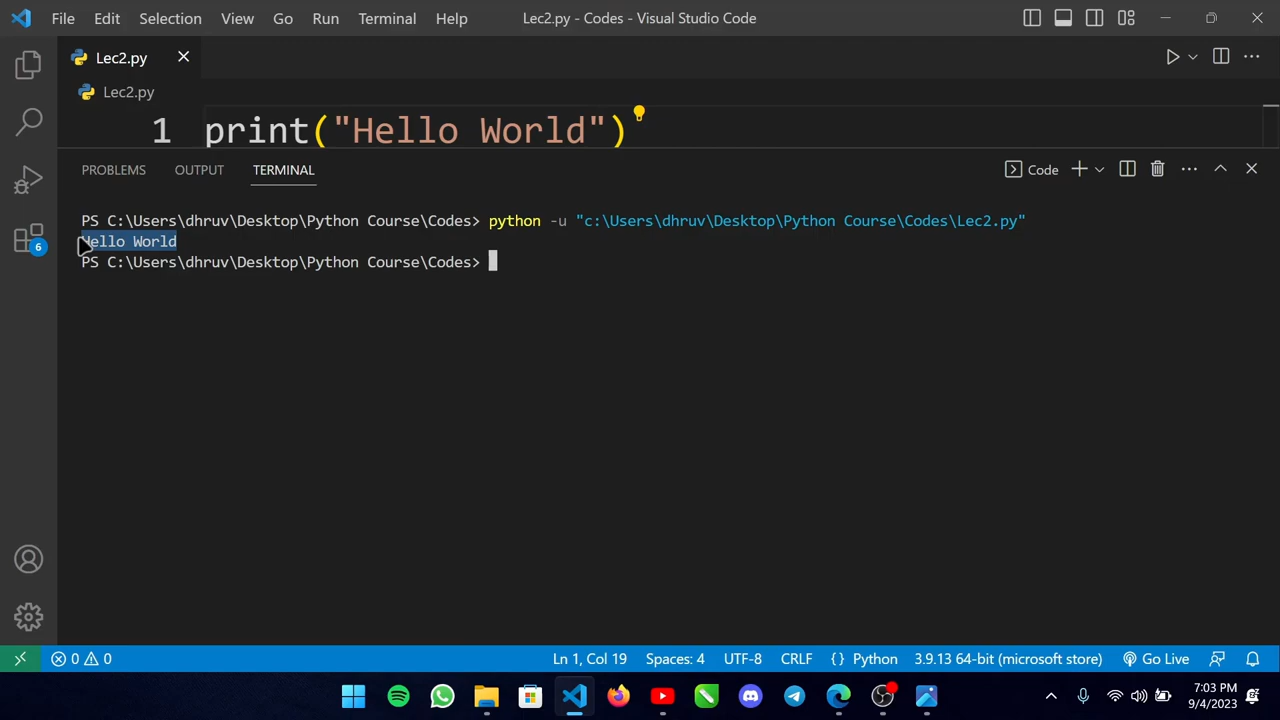 File Edit Selection View Go Run Terminal Help Lec2.py - Codes - Visual Studio Code
Lec2.py
Lec2.py
1 print("Hello World")
PROBLEMS OUTPUT TERMINAL Code
PS C:\Users\dhruv\Desktop\Python Course\Codes> python -u "c:\Users\dhruv\Desktop\Python Course\Codes\Lec2.py"
Hello World
PS C:\Users\dhruv\Desktop\Python Course\Codes>
6
0 0 Ln 1, Col 19 Spaces: 4 UTF-8 CRLF {} Python 3.9.13 64-bit (microsoft store) Go Live
7:03 PM
9/4/2023